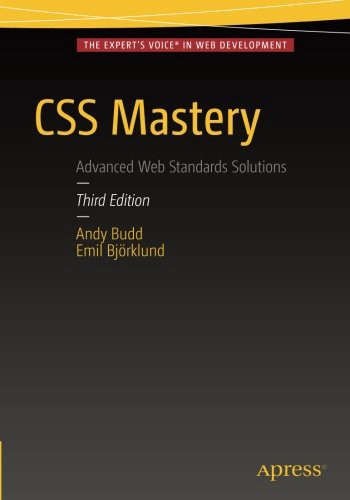 THE EXPERT'S VOICE® IN WEB DEVELOPMENT
CSS Mastery
Advanced Web Standards Solutions
Third Edition
Andy Budd
Emil Björklund
Apress®